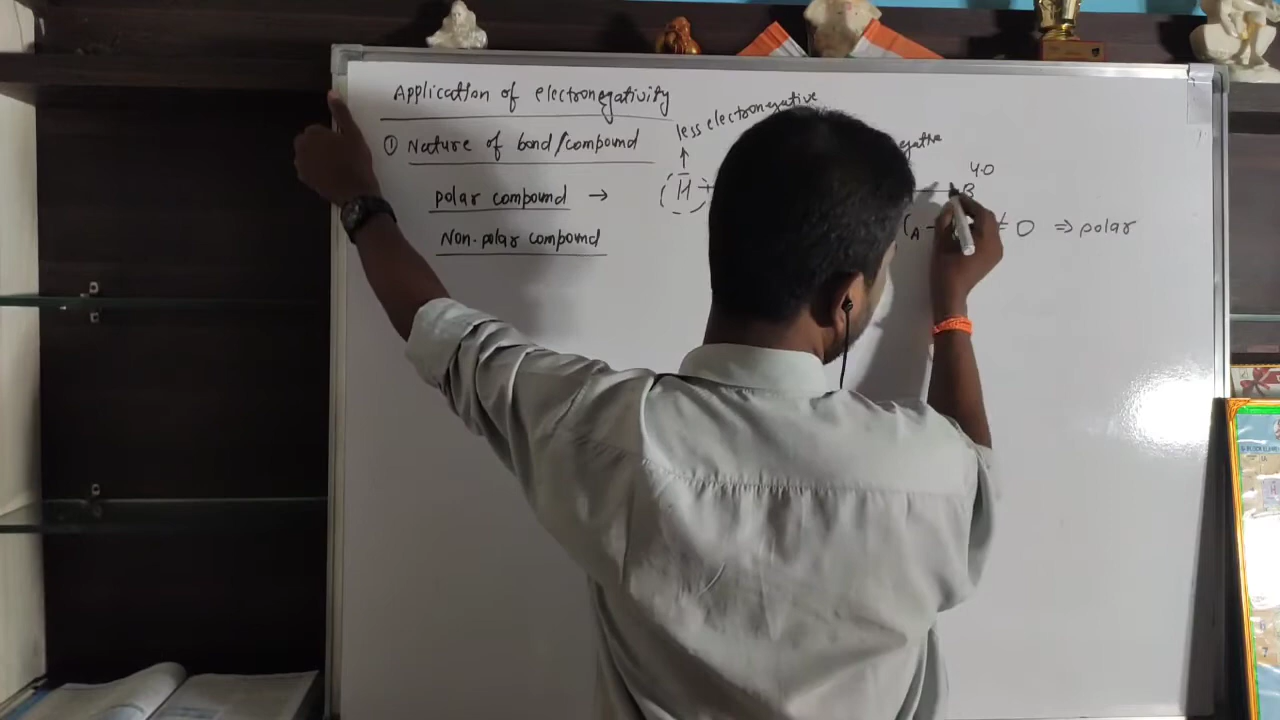 Application of electronegativity
① Nature of bond/compound
less electronegative
polar compound →
(H)
4.0
B
(A -
≠ 0 ⇒ polar
Non-polar compound